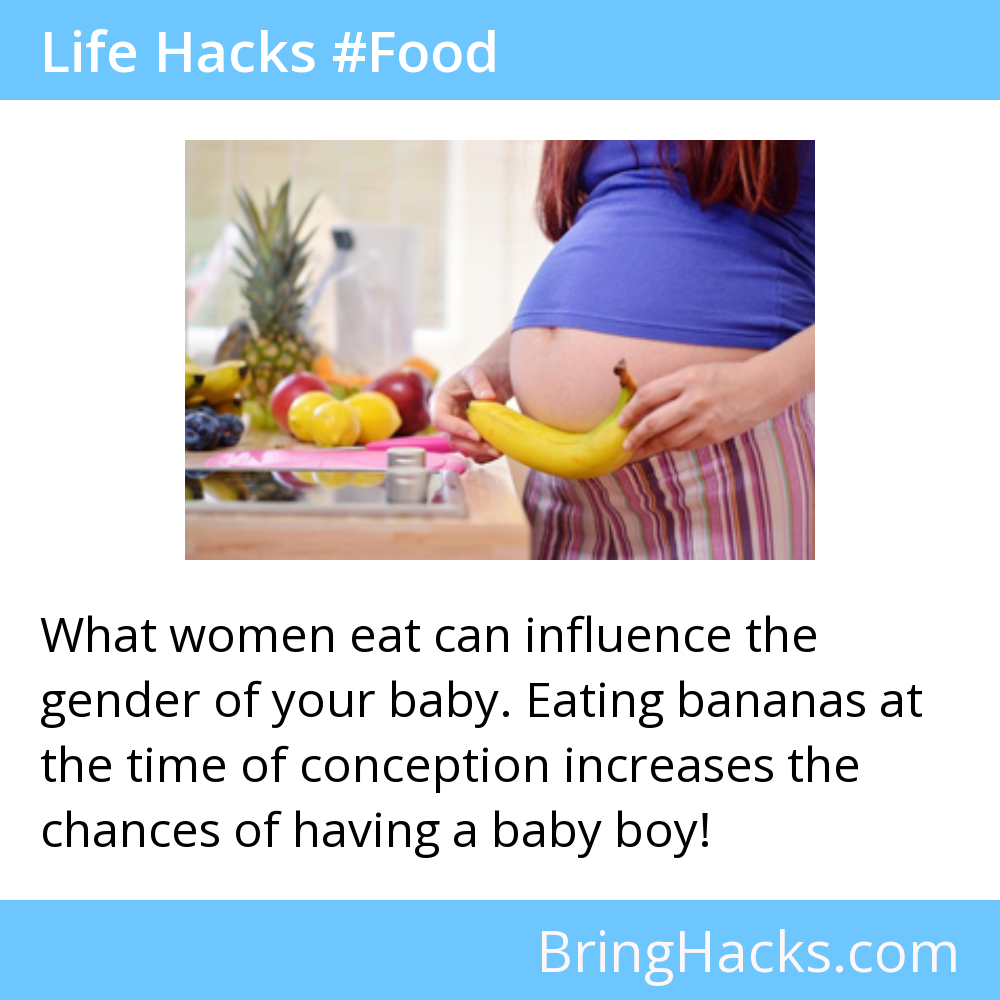 Life Hacks #Food
What women eat can influence the
gender of your baby. Eating bananas at
the time of conception increases the
chances of having a baby boy!
BringHacks.com